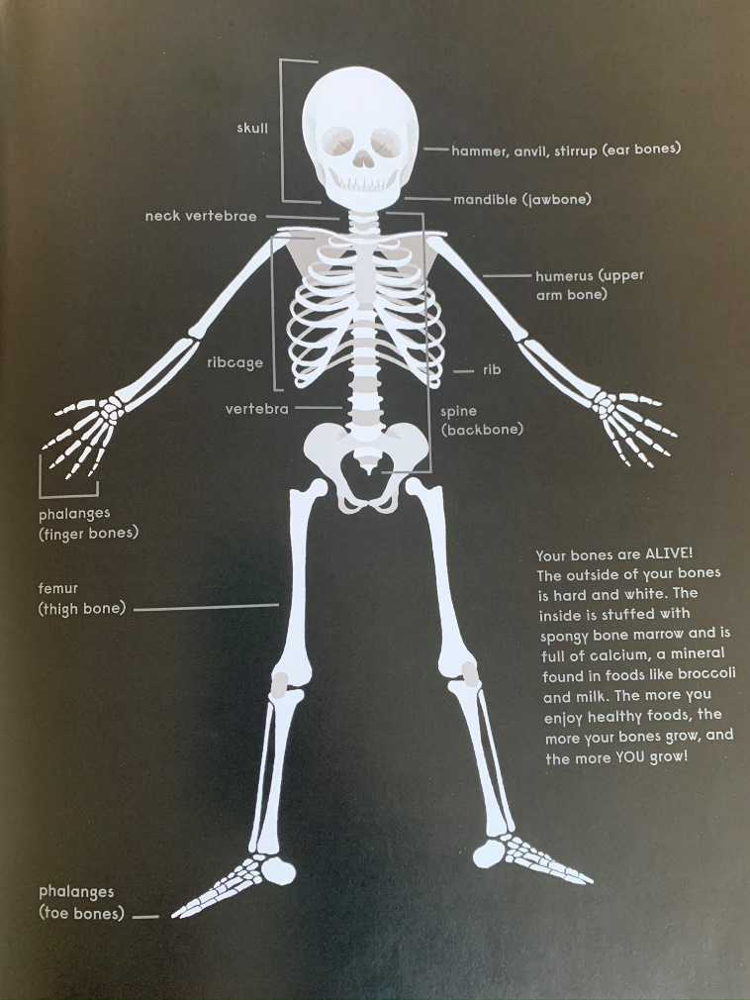 skull
hammer, anvil, stirrup (ear bones)
mandible (jawbone)
neck vertebrae
humerus (upper
arm bone)
ribcage
rib
vertebra
spine
(backbone)
phalanges
(finger bones)
femur
(thigh bone)
Your bones are ALIVE!
The outside of your bones
is hard and white. The
inside is stuffed with
spongy bone marrow and is
full of calcium, a mineral
found in foods like broccoli
and milk. The more you
enjoy healthy foods, the
more your bones grow, and
the more YOU grow!
phalanges
(toe bones)